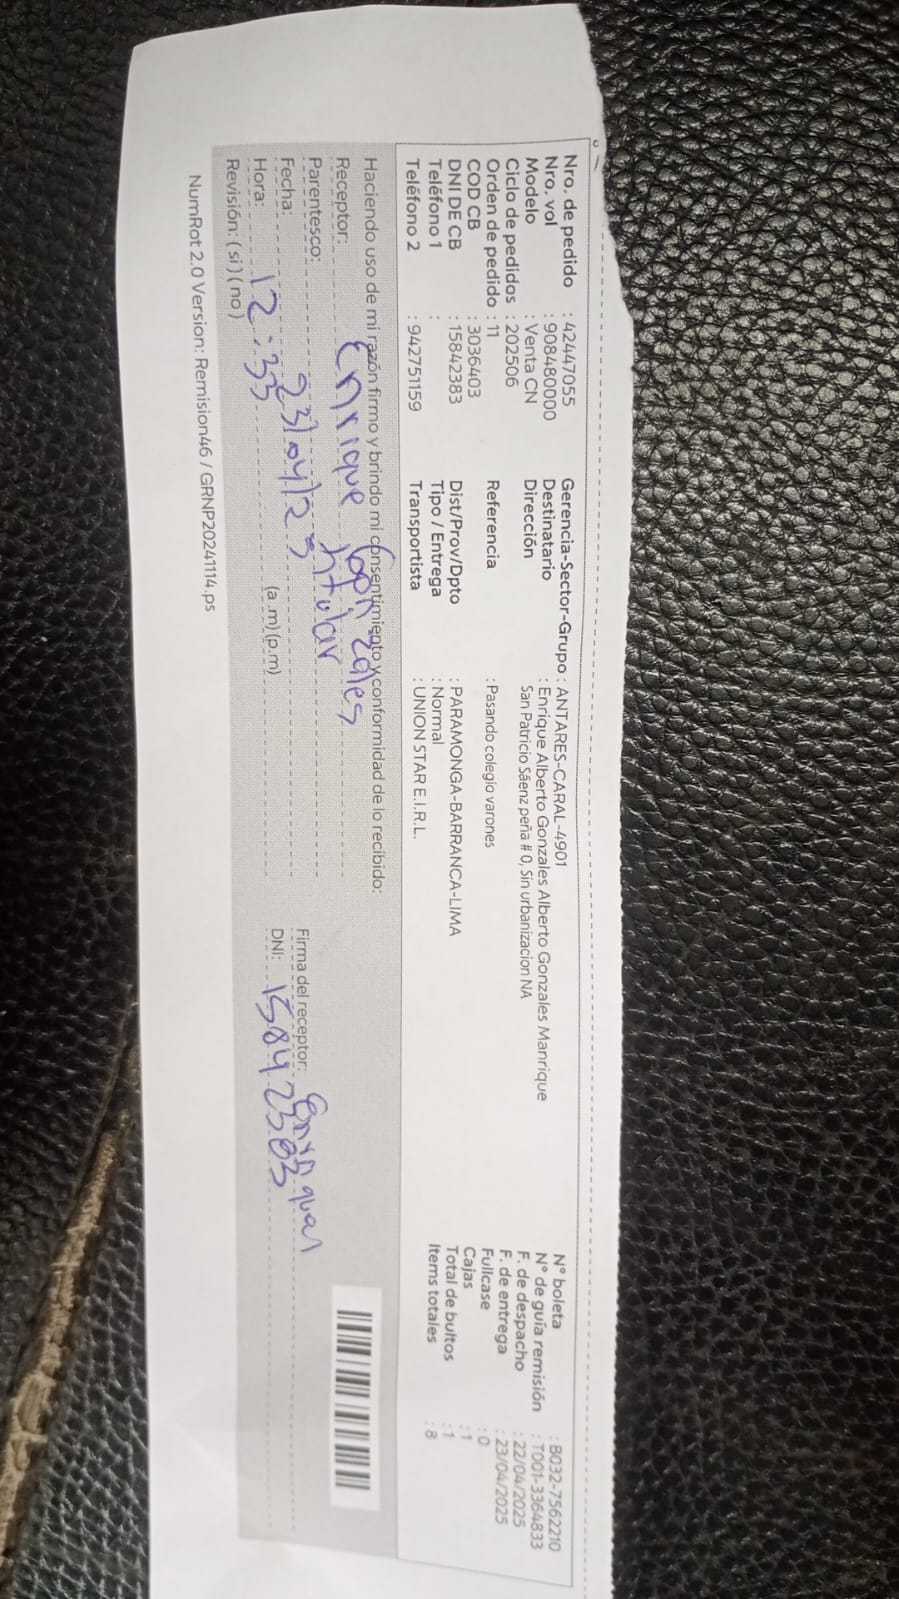 Nro. de pedido : 42447055
Nro. vol : 908480000
Modelo : Venta CN
Ciclo de pedidos : 202506
Orden de pedido : 11
COD CB : 3036403
DNI DE CB : 15842383
Teléfono 1 :
Teléfono 2 : 942751159
Gerencia-Sector-Grupo : ANTARES-CARAL-4901
Destinatario : Enrique Alberto Gonzales Alberto Gonzales Manrique
Dirección San Patricio Sáenz peña # 0, Sin urbanizacion NA
Referencia : Pasando colegio varones
Dist/Prov/Dpto : PARAMONGA-BARRANCA-LIMA
Tipo / Entrega : Normal
Transportista : UNION STAR E.I.R.L.
N° boleta : B032-7562210
N° de guía remisión : T001-3364833
F. de despacho : 22/04/2025
F. de entrega : 23/04/2025
Fullcase : 0
Cajas : 1
Total de bultos : 1
Items totales : 8
Haciendo uso de mi razón firmo y brindo mi consentimiento y conformidad de lo recibido:
Receptor: Enrique Gonzales
Parentesco: titular
Fecha: 23/04/25
Hora: 12:33 (a.m) (p.m)
Revisión: (si) (no)
Firma del receptor:
DNI: 15842383
NumRot 2.0 Version: Remision46 / GRNP20241114.ps